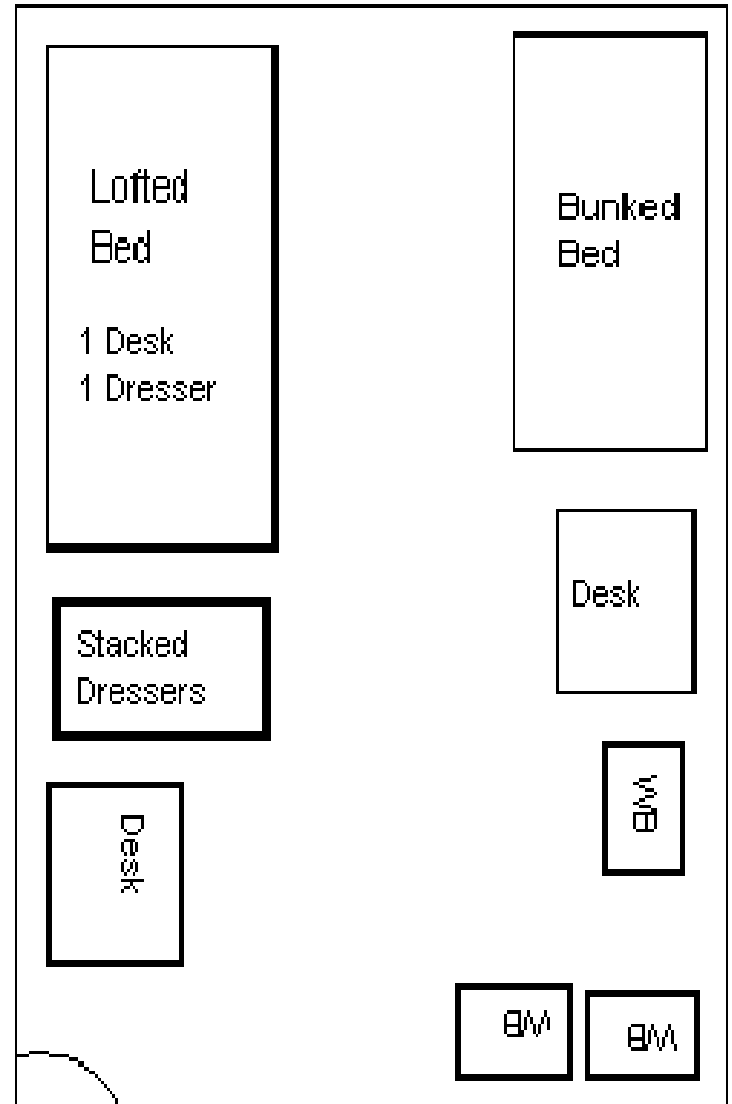 Lofted
Bed
1 Desk
1 Dresser
Bunked
Bed
Desk
Stacked
Dressers
Desk
WB
WB
WB